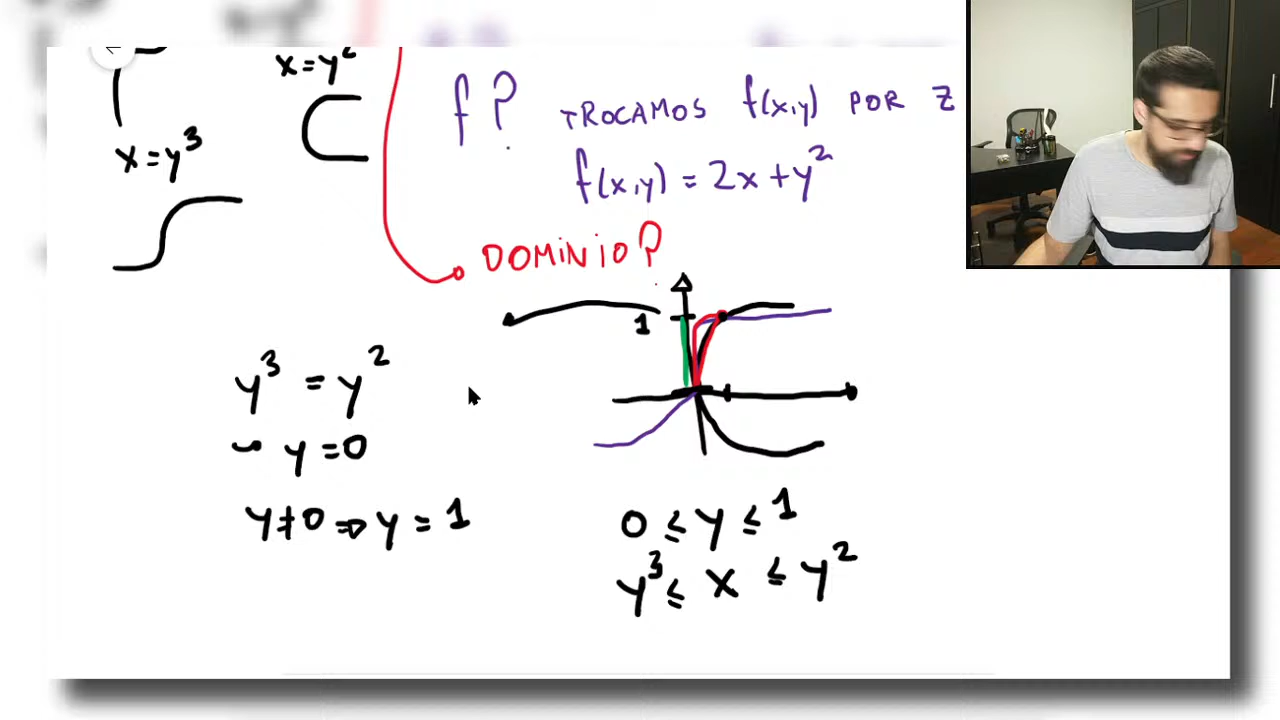 x=y²
x=y³
f? TROCAMOS f(x,y) POR Z
f(x,y) = 2x+y²
DOMINIO?
1
y³ = y²
y=0
y≠0 ⇒ y = 1
0 ≤ y ≤ 1
y³ ≤ x ≤ y²